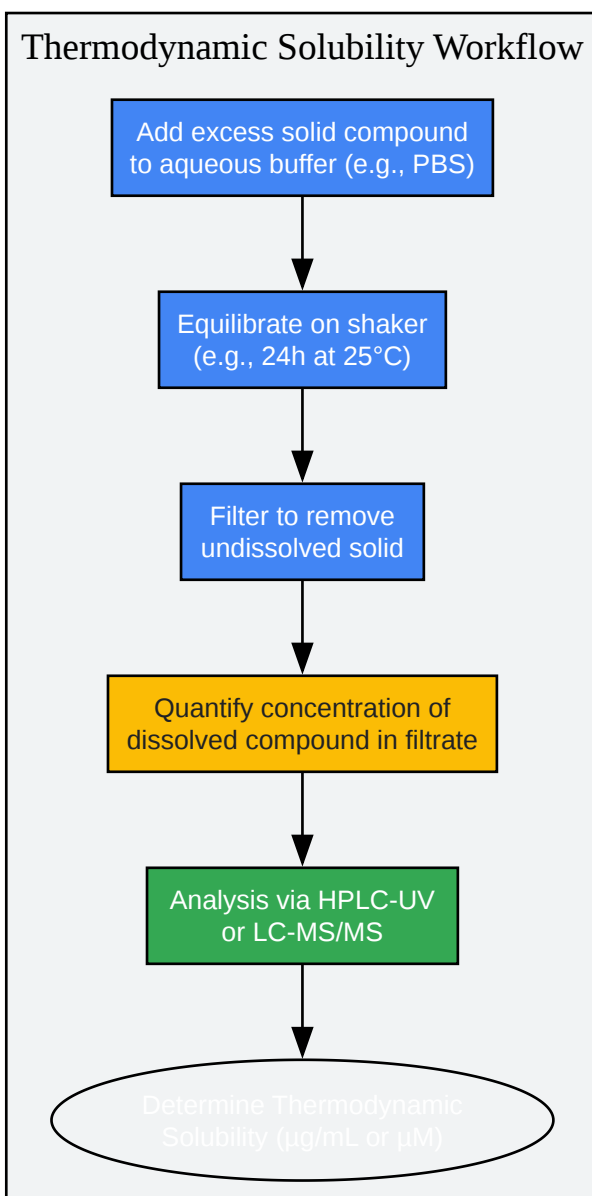 Thermodynamic Solubility Workflow
Add excess solid compound
to aqueous buffer (e.g., PBS)
Equilibrate on shaker
(e.g., 24h at 25°C)
Filter to remove
undissolved solid
Quantify concentration of
dissolved compound in filtrate
Analysis via HPLC-UV
or LC-MS/MS
Determine Thermodynamic
Solubility (µg/mL or µM)